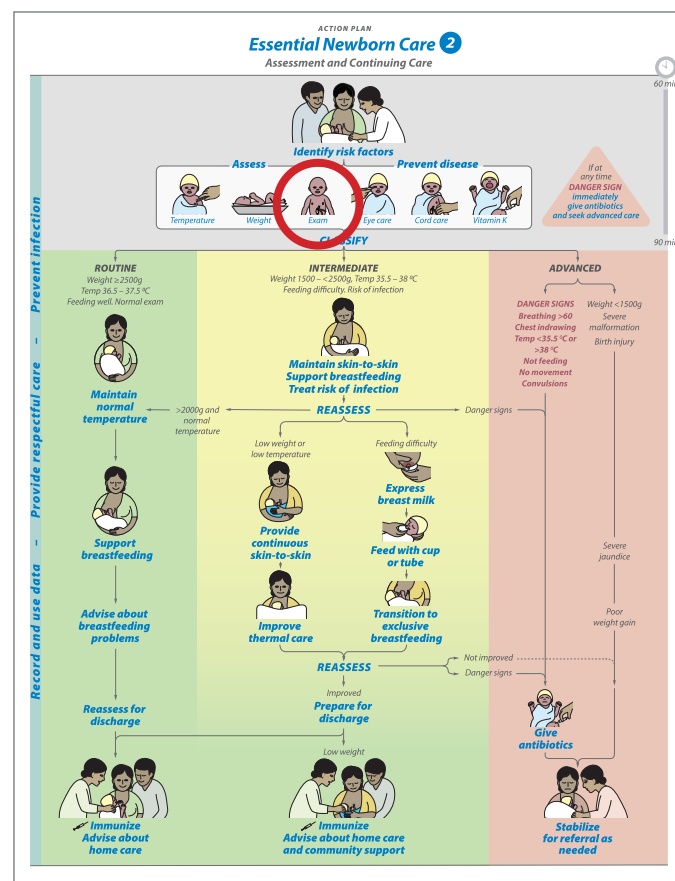 ACTION PLAN
Essential Newborn Care 2
Assessment and Continuing Care
60 min
Identify risk factors
Assess
Prevent disease
Temperature
Weight
Exam
Eye care
Cord care
Vitamin K
If at
any time
DANGER SIGN
immediately
give antibiotics
and seek advanced care
CLASSIFY
90 min
Prevent infection
–
Provide respectful care
–
Record and use data
ROUTINE
Weight ≥2500g
Temp 36.5 – 37.5 ºC
Feeding well. Normal exam
Maintain
normal
temperature
Support
breastfeeding
Advise about
breastfeeding
problems
Reassess for
discharge
Immunize
Advise about
home care
INTERMEDIATE
Weight 1500 – <2500g, Temp 35.5 – 38 ºC
Feeding difficulty. Risk of infection
Maintain skin-to-skin
Support breastfeeding
Treat risk of infection
REASSESS
>2000g and
normal
temperature
Danger signs
Low weight or
low temperature
Provide
continuous
skin-to-skin
Improve
thermal care
Feeding difficulty
Express
breast milk
Feed with cup
or tube
Transition to
exclusive
breastfeeding
REASSESS
Not improved
Danger signs
Improved
Prepare for
discharge
Low weight
Immunize
Advise about home care
and community support
ADVANCED
DANGER SIGNS
Breathing >60
Chest indrawing
Temp <35.5 ºC or
>38 ºC
Not feeding
No movement
Convulsions
Weight <1500g
Severe
malformation
Birth injury
Severe
jaundice
Poor
weight gain
Give
antibiotics
Stabilize
for referral as
needed